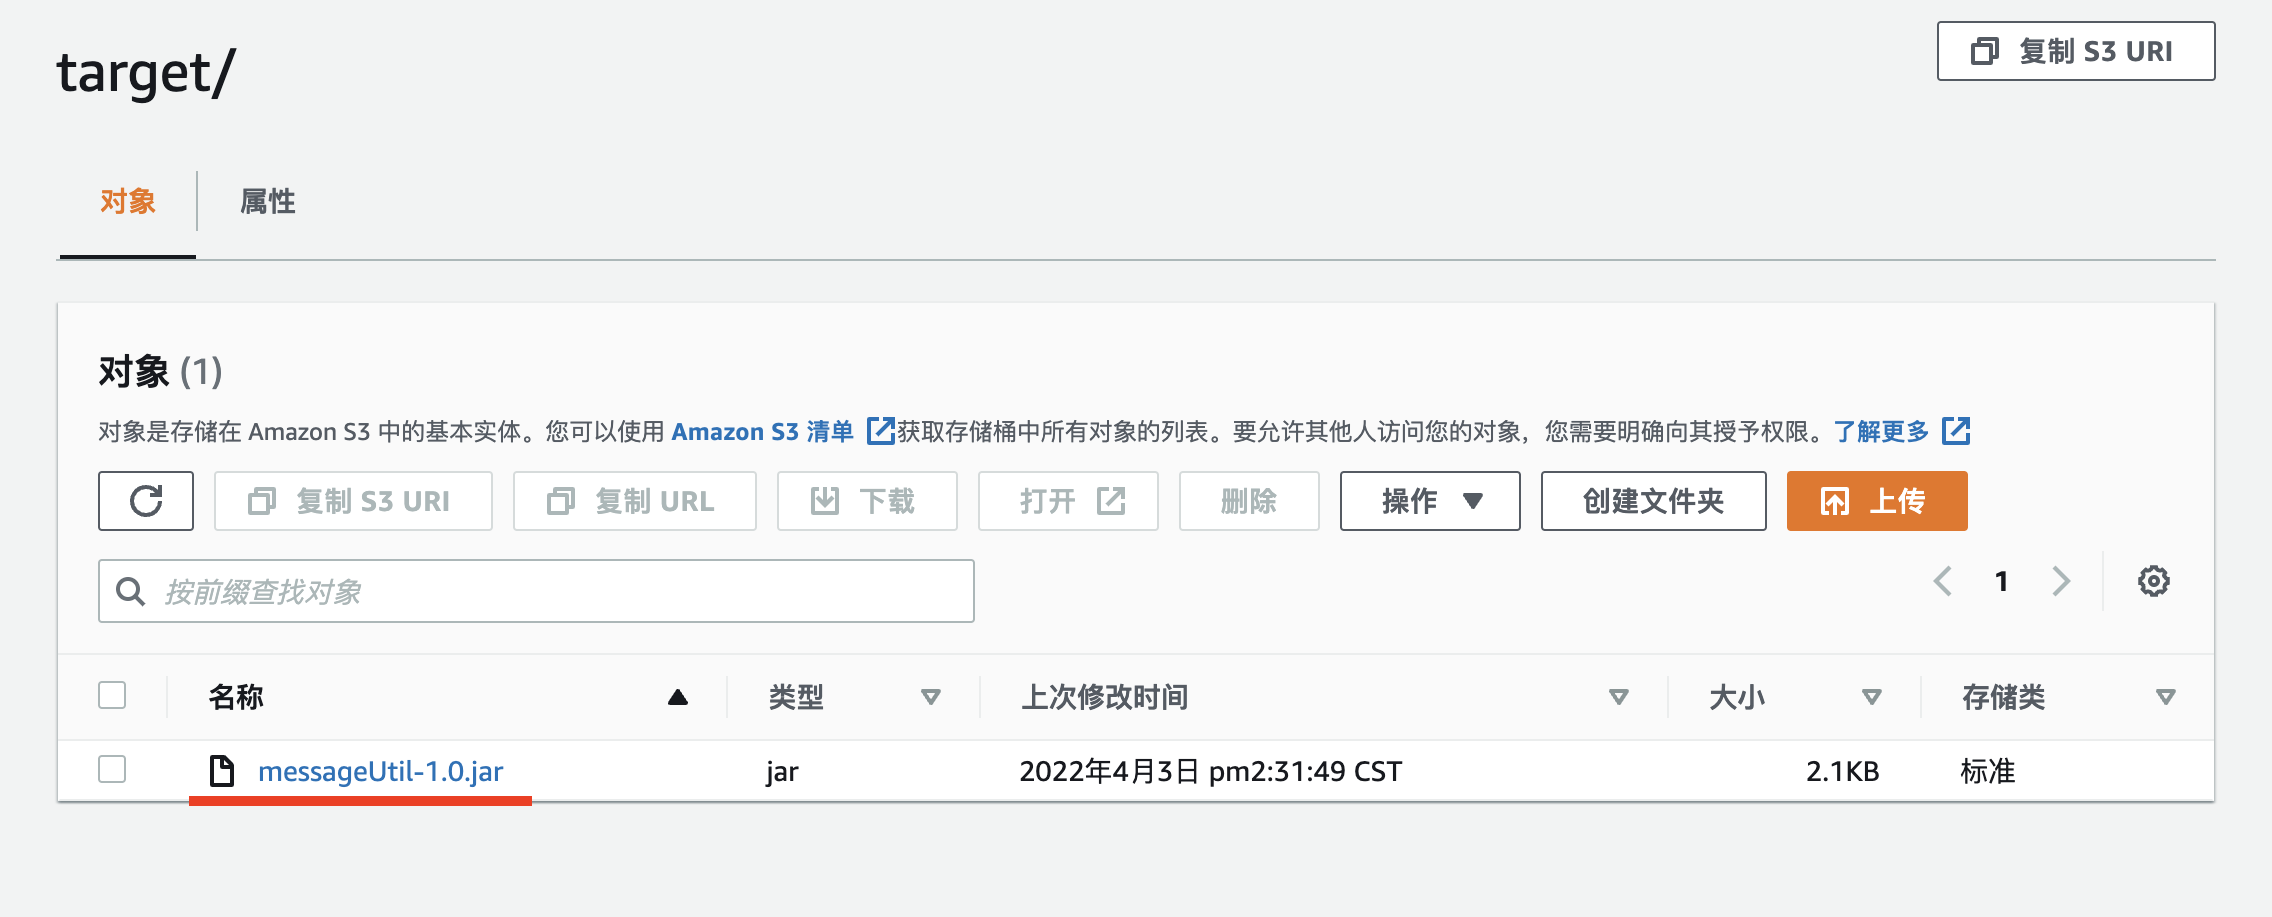 target/
复制 S3 URI
对象
属性
对象 (1)
对象是存储在 Amazon S3 中的基本实体。您可以使用 Amazon S3 清单 获取存储桶中所有对象的列表。要允许其他人访问您的对象，您需要明确向其授予权限。了解更多
复制 S3 URI 复制 URL 下载 打开 删除 操作 创建文件夹 上传
按前缀查找对象
1
名称 类型 上次修改时间 大小 存储类
messageUtil-1.0.jar jar 2022年4月3日 pm2:31:49 CST 2.1KB 标准